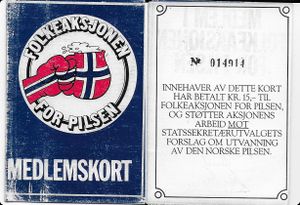 FOLKEAKSJONEN
FOR-PILSEN
MEDLEMSKORT
№ 014914
INNEHAVER AV DETTE KORT
HAR BETALT KR. 15,- TIL
FOLKEAKSJONEN FOR PILSEN,
OG STØTTER AKSJONENS
ARBEID MOT
STATSSEKRETÆRUTVALGETS
FORSLAG OM UTVANNING
AV DEN NORSKE PILSEN.